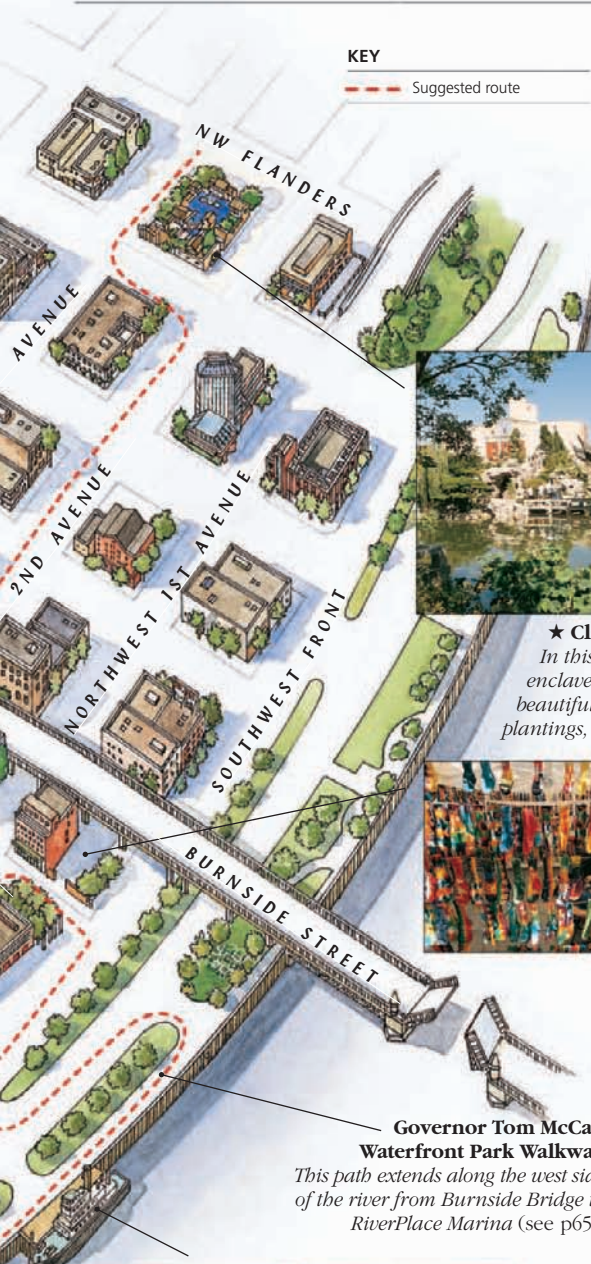 KEY
Suggested route
NW FLANDERS
AVENUE
2ND AVENUE
NORTHWEST 1ST AVENUE
SOUTHWEST FRONT
★ Cl
In this
enclave
beautiful
plantings,
BURNSIDE STREET
Governor Tom McCa
Waterfront Park Walkwa
This path extends along the west sid
of the river from Burnside Bridge
RiverPlace Marina (see p65